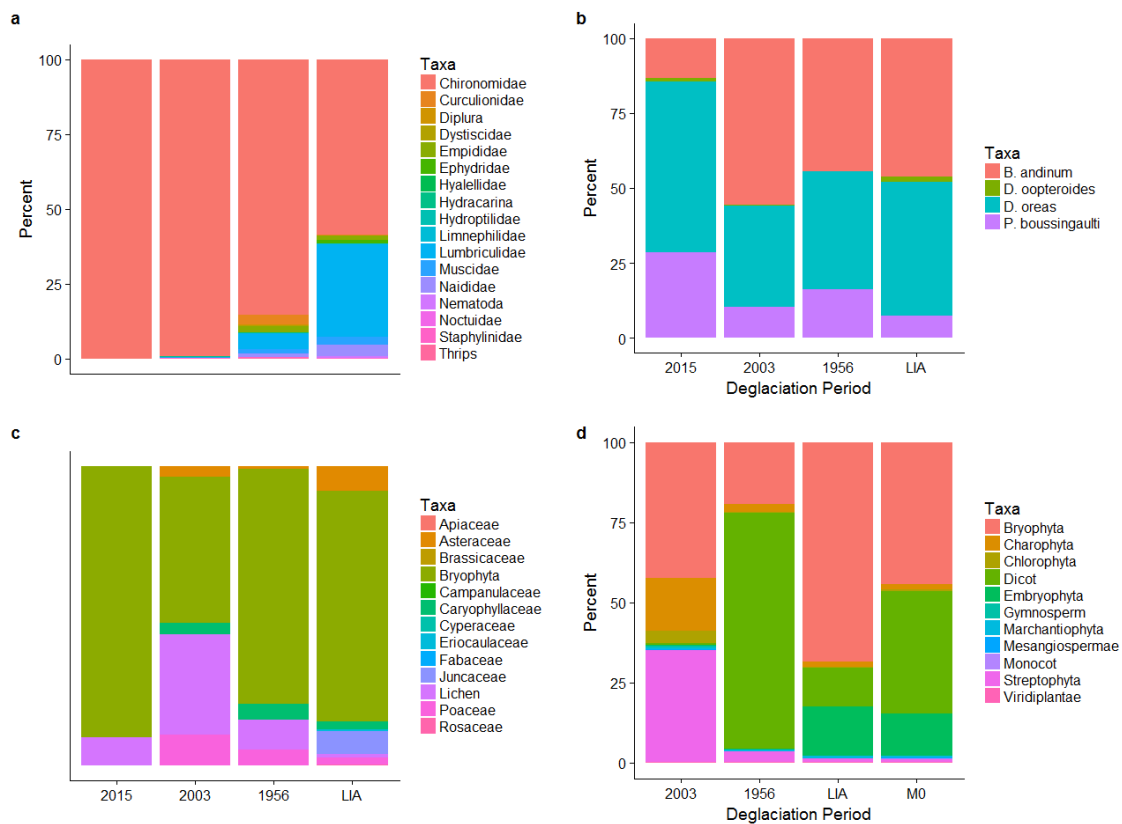 a
Percent
100
75
50
25
0
Taxa
Chironomidae
Curculionidae
Diplura
Dystiscidae
Empididae
Ephydridae
Hyalellidae
Hydracarina
Hydroptilidae
Limnephilidae
Lumbriculidae
Muscidae
Naididae
Nematoda
Noctuidae
Staphylinidae
Thrips
b
Percent
100
75
50
25
0
2015 2003 1956 LIA
Deglaciation Period
Taxa
B. andinum
D. oopteroides
D. oreas
P. boussingaulti
c
2015 2003 1956 LIA
Taxa
Apiaceae
Asteraceae
Brassicaceae
Bryophyta
Campanulaceae
Caryophyllaceae
Cyperaceae
Eriocaulaceae
Fabaceae
Juncaceae
Lichen
Poaceae
Rosaceae
d
Percent
100
75
50
25
0
2003 1956 LIA M0
Deglaciation Period
Taxa
Bryophyta
Charophyta
Chlorophyta
Dicot
Embryophyta
Gymnosperm
Marchantiophyta
Mesangiospermae
Monocot
Streptophyta
Viridiplantae